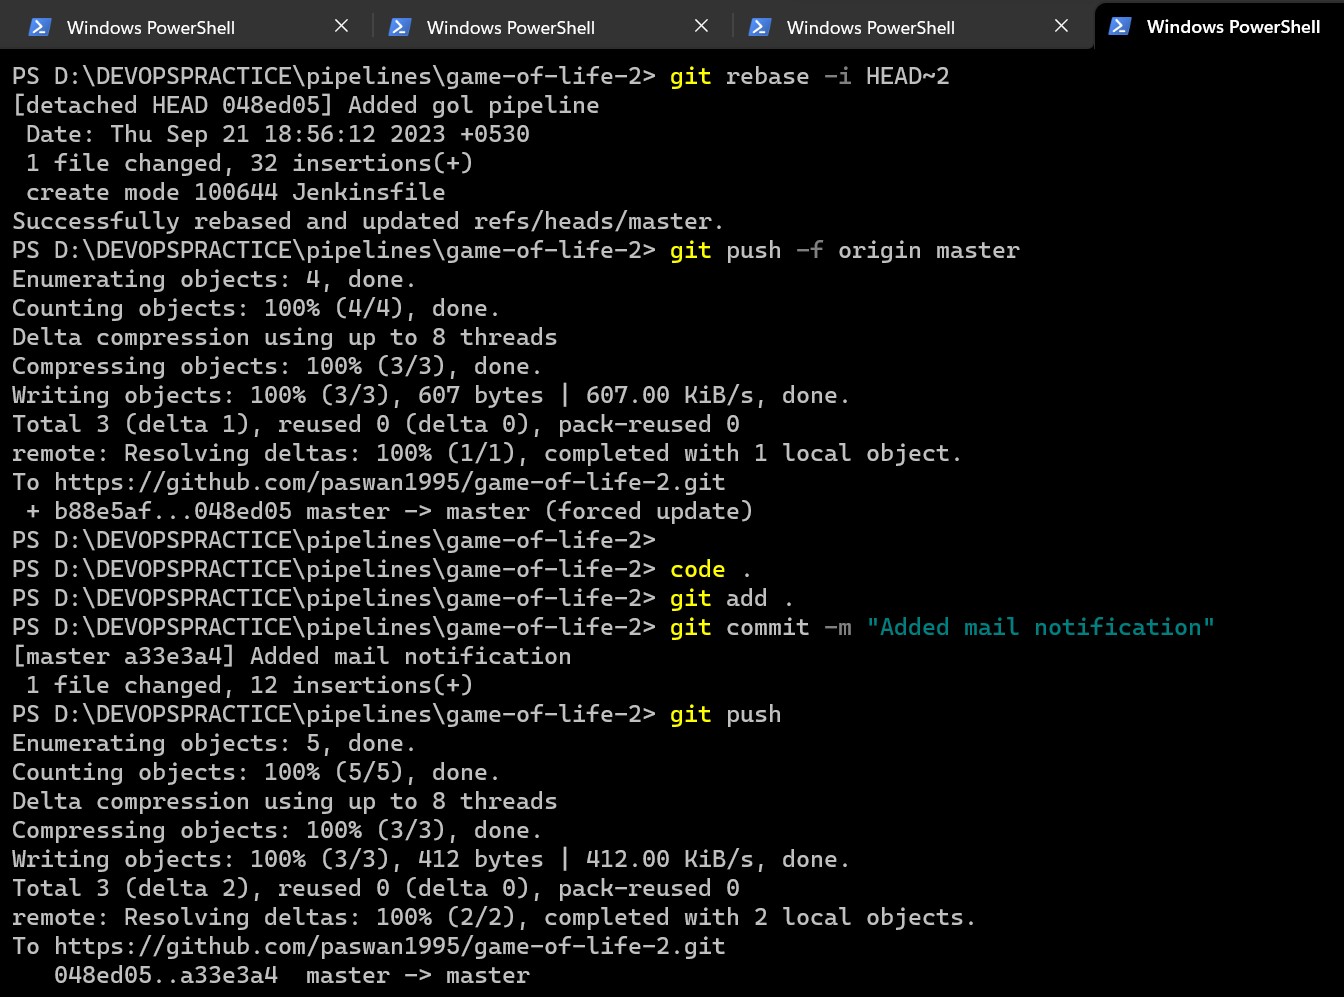 Windows PowerShell Windows PowerShell Windows PowerShell Windows PowerShell
PS D:\DEVOPSPRACTICE\pipelines\game-of-life-2> git rebase -i HEAD~2
[detached HEAD 048ed05] Added gol pipeline
 Date: Thu Sep 21 18:56:12 2023 +0530
 1 file changed, 32 insertions(+)
 create mode 100644 Jenkinsfile
Successfully rebased and updated refs/heads/master.
PS D:\DEVOPSPRACTICE\pipelines\game-of-life-2> git push -f origin master
Enumerating objects: 4, done.
Counting objects: 100% (4/4), done.
Delta compression using up to 8 threads
Compressing objects: 100% (3/3), done.
Writing objects: 100% (3/3), 607 bytes | 607.00 KiB/s, done.
Total 3 (delta 1), reused 0 (delta 0), pack-reused 0
remote: Resolving deltas: 100% (1/1), completed with 1 local object.
To https://github.com/paswan1995/game-of-life-2.git
 + b88e5af...048ed05 master -> master (forced update)
PS D:\DEVOPSPRACTICE\pipelines\game-of-life-2>
PS D:\DEVOPSPRACTICE\pipelines\game-of-life-2> code .
PS D:\DEVOPSPRACTICE\pipelines\game-of-life-2> git add .
PS D:\DEVOPSPRACTICE\pipelines\game-of-life-2> git commit -m "Added mail notification"
[master a33e3a4] Added mail notification
 1 file changed, 12 insertions(+)
PS D:\DEVOPSPRACTICE\pipelines\game-of-life-2> git push
Enumerating objects: 5, done.
Counting objects: 100% (5/5), done.
Delta compression using up to 8 threads
Compressing objects: 100% (3/3), done.
Writing objects: 100% (3/3), 412 bytes | 412.00 KiB/s, done.
Total 3 (delta 2), reused 0 (delta 0), pack-reused 0
remote: Resolving deltas: 100% (2/2), completed with 2 local objects.
To https://github.com/paswan1995/game-of-life-2.git
   048ed05..a33e3a4  master -> master